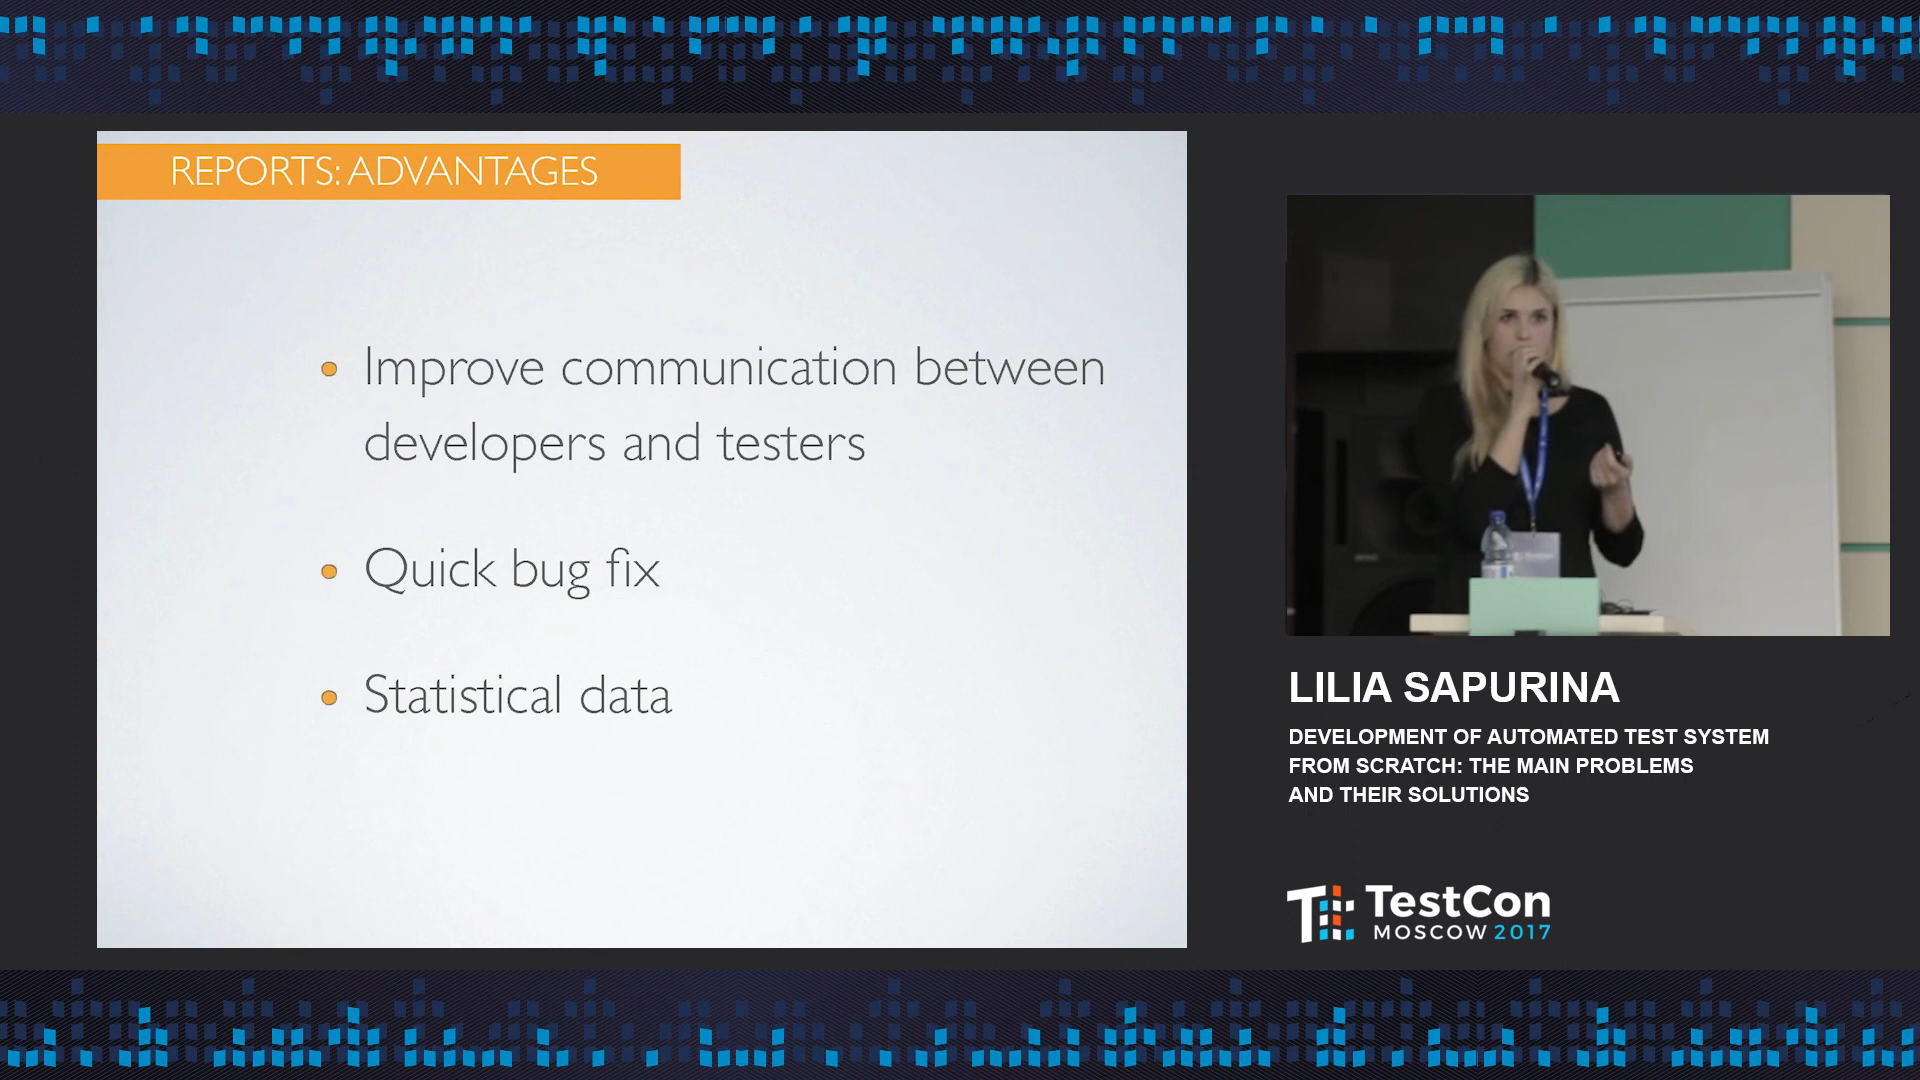 REPORTS: ADVANTAGES
• Improve communication between
developers and testers
• Quick bug fix
• Statistical data
LILIA SAPURINA
DEVELOPMENT OF AUTOMATED TEST SYSTEM
FROM SCRATCH: THE MAIN PROBLEMS
AND THEIR SOLUTIONS
TestCon
MOSCOW 2017